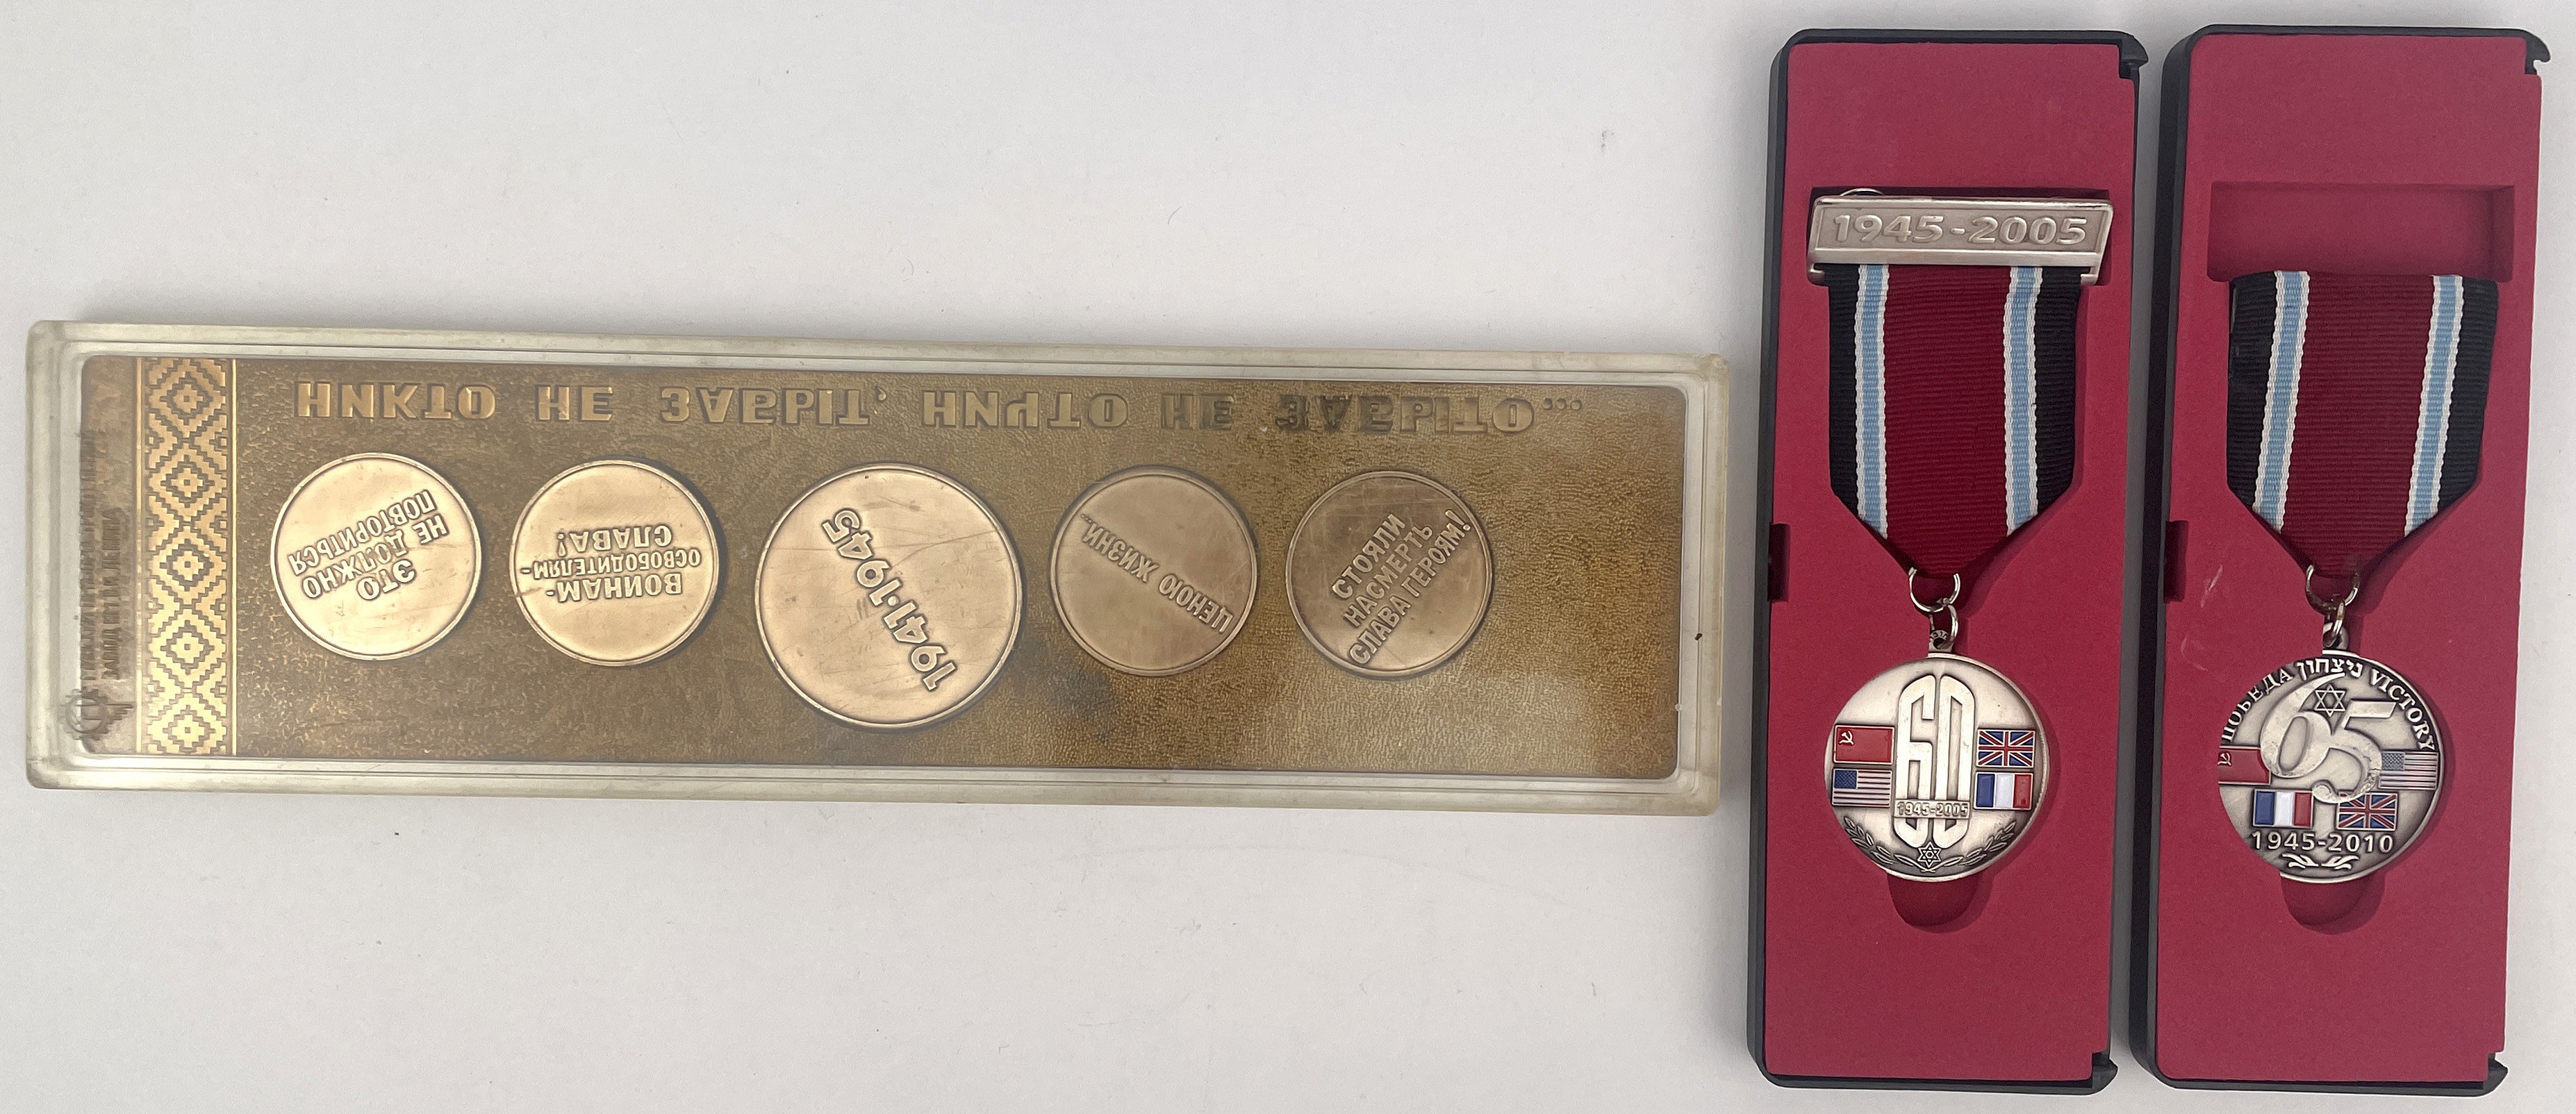 НИКТО НЕ ЗАБЫТ, НИЧТО НЕ ЗАБЫТО...
ЭТО
НЕ ДОЛЖНО
ПОВТОРИТЬСЯ
ВОИНАМ-
ОСВОБОДИТЕЛЯМ-
СЛАВА!
1941·1945
ЦЕНОЮ ЖИЗНИ...
СТОЯЛИ
НАСМЕРТЬ
СЛАВА ГЕРОЯМ!
1945-2005
60
1945-2005
ПОБЕДА ניצחון VICTORY
65
1945-2010